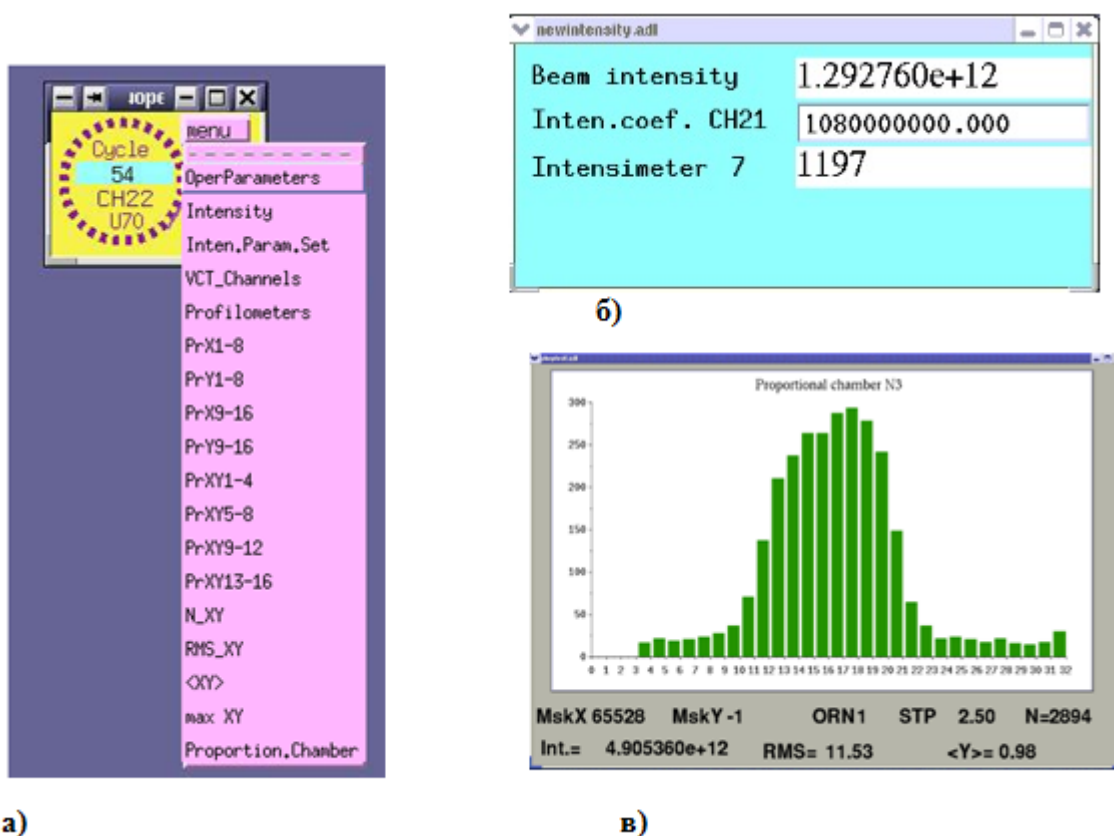 горе
menu
Cycle
54
CH22
U70
OperParameters
Intensity
Inten.Param.Set
VCT_Channels
Profilometers
PrX1-8
PrY1-8
PrX9-16
PrY9-16
PrXY1-4
PrXY5-8
PrXY9-12
PrXY13-16
N_XY
RMS_XY
<XY>
max XY
Proportion.Chamber
а)
newintensity.adl
Beam intensity 1.292760e+12
Inten.coef. CH21 1080000000.000
Intensimeter 7 1197
б)
Proportional chamber N3
300
250
200
150
100
50
0
0 1 2 3 4 5 6 7 8 9 10 11 12 13 14 15 16 17 18 19 20 21 22 23 24 25 26 27 28 29 30 31 32
MskX 65528 MskY -1 ORN1 STP 2.50 N=2894
Int.= 4.905360e+12 RMS= 11.53 <Y>= 0.98
в)